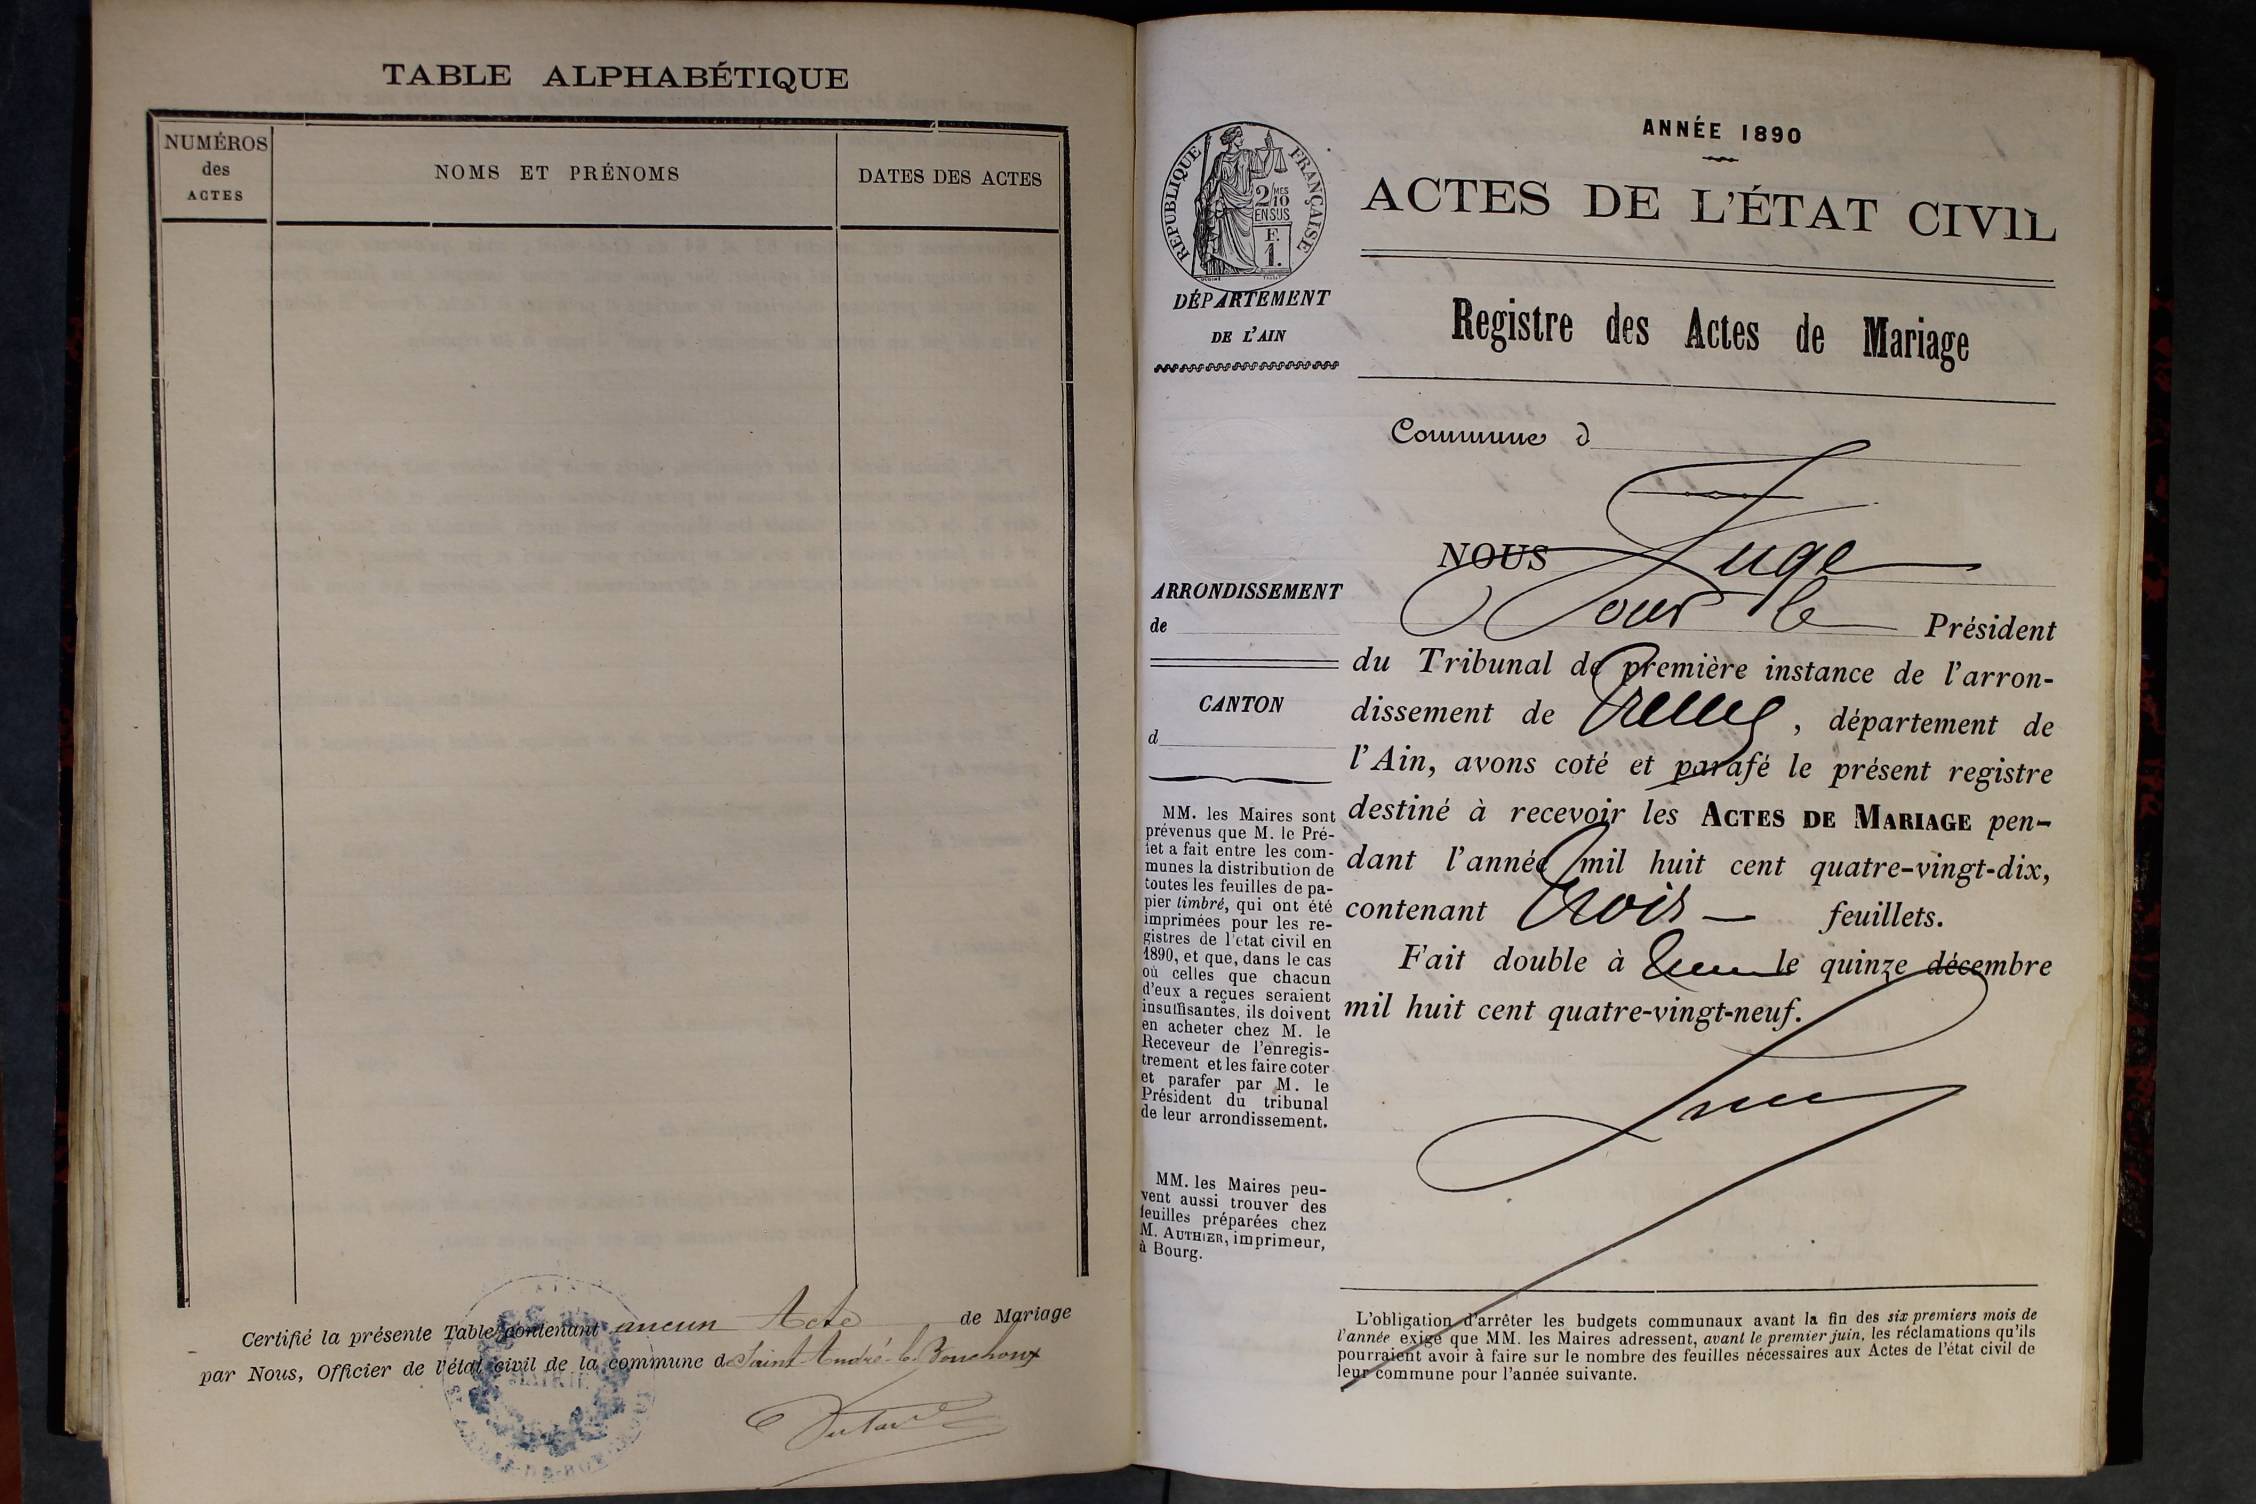 TABLE ALPHABÉTIQUE
NUMÉROS
des
ACTES
NOMS ET PRÉNOMS
DATES DES ACTES
Certifié la présente Table contenant aucun Acte de Mariage
par Nous, Officier de l'état civil de la commune de Saint André-le-Bouchoux
MAIRIE
ANNÉE 1890
RÉPUBLIQUE FRANÇAISE
2/10 MES
EN SUS
F.
1.
ACTES DE L'ÉTAT CIVIL
DÉPARTEMENT
DE L'AIN
Registre des Actes de Mariage
Commune d
NOUS Juge
ARRONDISSEMENT
de
Pour le Président
du Tribunal de première instance de l'arron-
dissement de Trévoux, département de
l'Ain, avons coté et parafé le présent registre
destiné à recevoir les ACTES DE MARIAGE pen-
dant l'année mil huit cent quatre-vingt-dix,
contenant trois feuillets.
Fait double à le quinze décembre
mil huit cent quatre-vingt-neuf.
CANTON
d
MM. les Maires sont
prévenus que M. le Pré-
fet a fait entre les com-
munes la distribution de
toutes les feuilles de pa-
pier timbré, qui ont été
imprimées pour les re-
gistres de l'état civil en
1890, et que, dans le cas
où celles que chacun
d'eux a reçues seraient
insuffisantes, ils doivent
en acheter chez M. le
Receveur de l'enregis-
trement et les faire coter
et parafer par M. le
Président du tribunal
de leur arrondissement.
MM. les Maires peu-
vent aussi trouver des
feuilles préparées chez
M. AUTHIER, imprimeur,
à Bourg.
L'obligation d'arrêter les budgets communaux avant la fin des six premiers mois de
l'année exige que MM. les Maires adressent, avant le premier juin, les réclamations qu'ils
pourraient avoir à faire sur le nombre des feuilles nécessaires aux Actes de l'état civil de
leur commune pour l'année suivante.